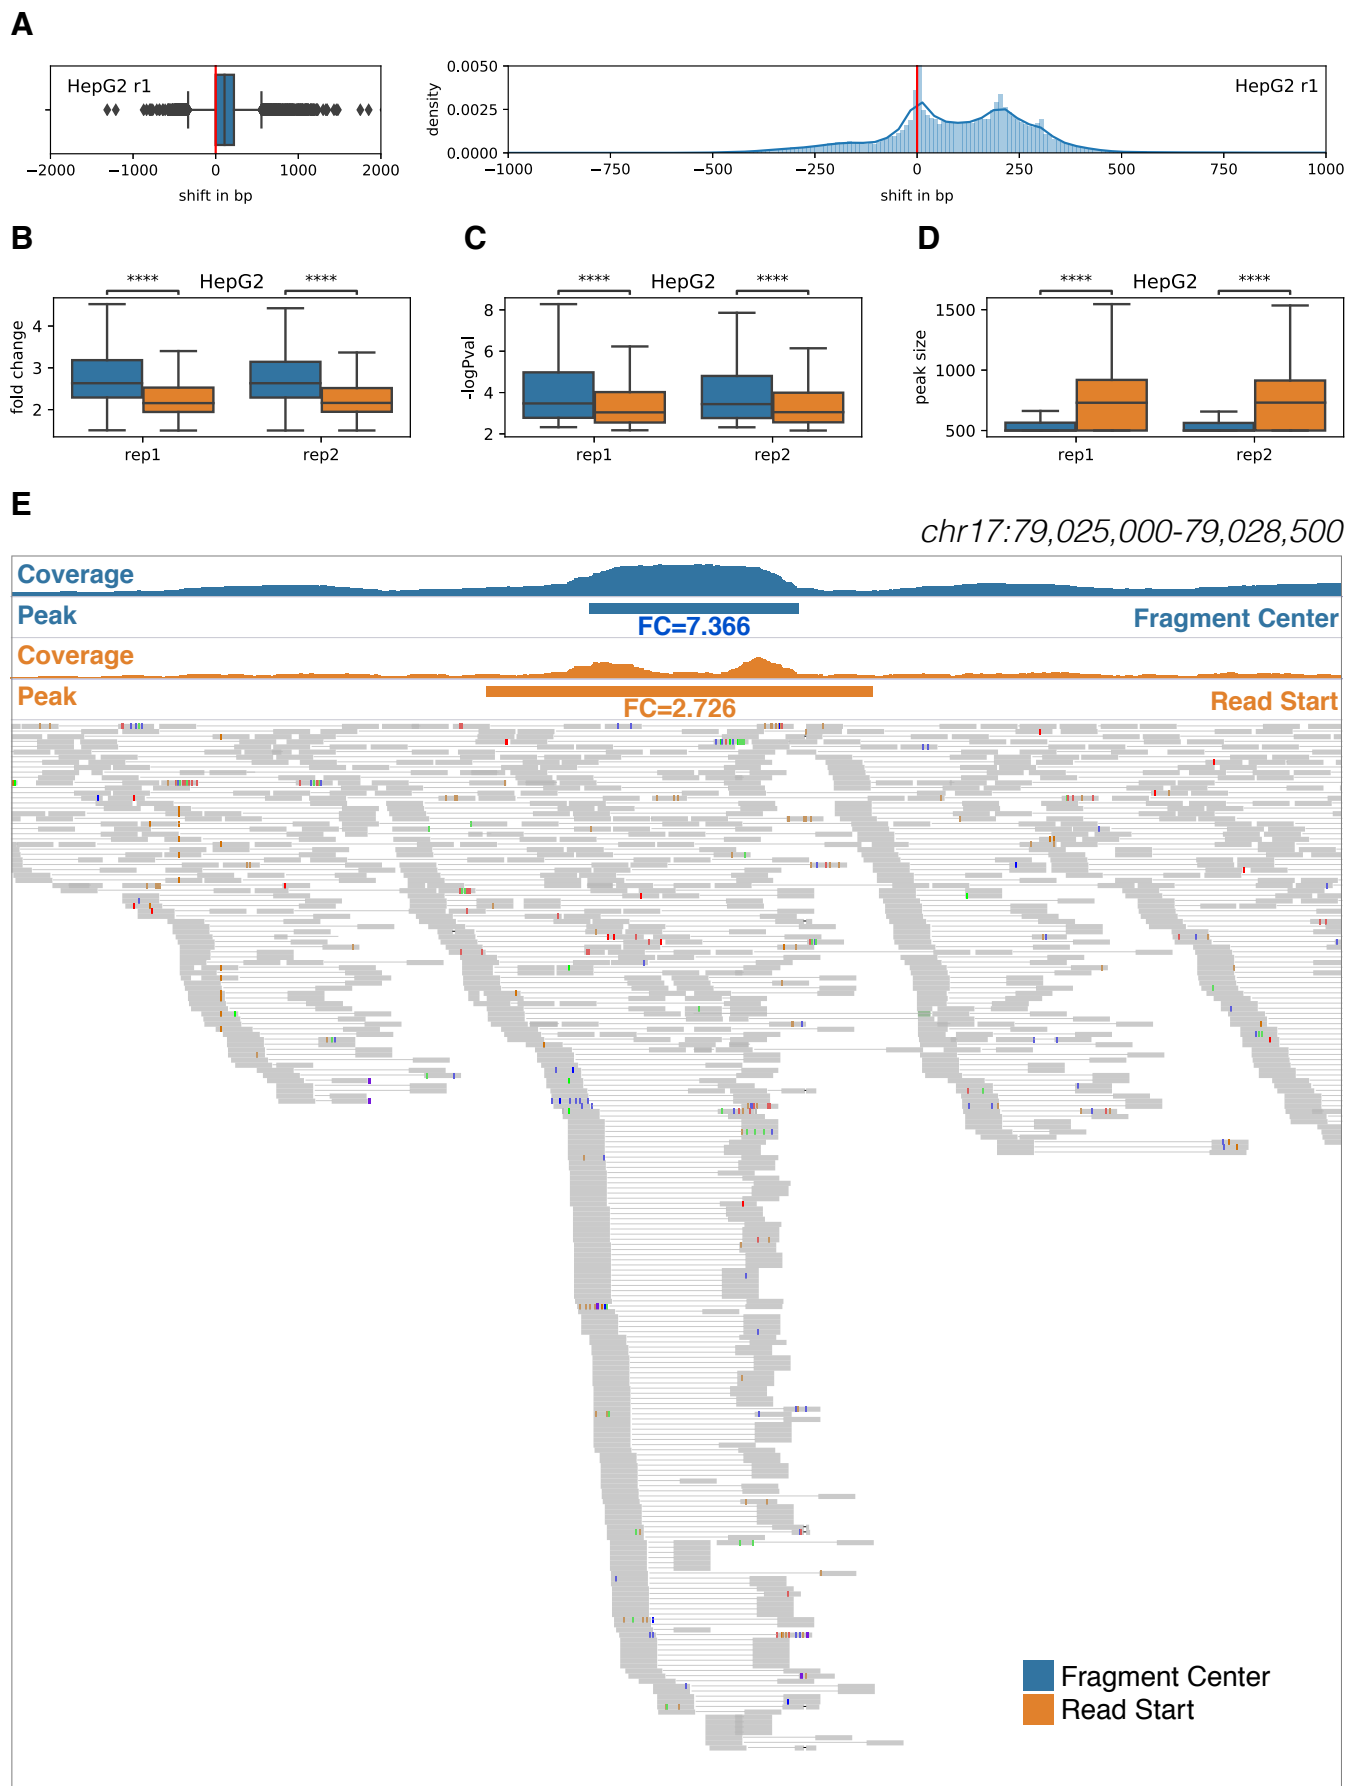 A
HepG2 r1
−2000 −1000 0 1000 2000
shift in bp
density
0.0050
0.0025
0.0000
HepG2 r1
−1000 −750 −500 −250 0 250 500 750 1000
shift in bp
B
**** HepG2 ****
fold change
4
3
2
rep1 rep2
C
**** HepG2 ****
-logPval
8
6
4
2
rep1 rep2
D
**** HepG2 ****
peak size
1500
1000
500
rep1 rep2
E
chr17:79,025,000-79,028,500
Coverage
Peak FC=7.366 Fragment Center
Coverage
Peak FC=2.726 Read Start
Fragment Center
Read Start